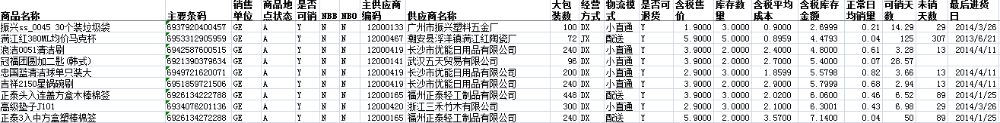 销售 商品地 是否 主供应商 大包 经营 物流模 是否可 含税售 库存数 含税平均 含税库存 正常日 可销天 未销 最后进货
商品名称 主要条码 单位 点状态 可销 NBB NBO 编码 供应商名称 装数 方式 式 退货 价 量 成本 金额 均销量 数 天数 日
振兴ss_0045 30个装垃圾袋 6937920400457 GE A Y N N 12000133 广州市振兴塑料五金厂 100 DX 小直通 Y 1.9000 3.0000 0.9000 2.6999 0.21 14.29 29 2014/3/26
满江红380ML均价马克杯 6953312905959 GE A Y N N 12000467 潮安县浮洋镇满江红陶瓷厂 72 JX 配送 Y 5.9000 5.0000 0.8959 4.4793 0.04 125 307 2013/6/21
浪洁0051清洁刷 6942587600515 GE A Y N N 12000419 长沙市优能日用品有限公司 240 DX 小直通 Y 3.9000 2.0000 2.4000 4.8000 0.61 3.28 13 2014/4/11
冠福团圆加二匙(韩式) 6921390379634 GE A Y N N 12000141 武汉五天贸易有限公司 96 DX 小直通 Y 3.9000 2.0000 2.7000 5.4000 0.07 28.57
忠国蓝清洁球单只装大 6949721620071 GE A Y N N 12000419 长沙市优能日用品有限公司 200 DX 小直通 Y 2.9000 3.0000 1.8599 5.5798 0.82 3.66 13 2014/4/11
吉祥2150星锅碗刷 6951859721506 GE A Y N N 12000419 长沙市优能日用品有限公司 240 DX 小直通 Y 3.9000 2.0000 2.9000 5.7999 0.68 2.94 13 2014/4/11
正泰头入连盖方盒木棒棉签 6926134222788 GE A Y N N 12000165 福州正泰轻工制品有限公司 448 DX 配送 Y 3.9000 3.0000 2.0200 6.0600 0.46 6.52 89 2014/1/25
高级垫子J101 6934076201136 GE A Y N N 12000420 浙江三禾竹木有限公司 300 DX 小直通 Y 2.9000 3.0000 2.1000 6.3001 0.43 6.98 29 2014/3/26
正泰3入中方盒塑棒棉签 6926134272288 GE A Y N N 12000165 福州正泰轻工制品有限公司 240 DX 配送 Y 5.9000 2.0000 3.5700 7.1400 0.04 50 89 2014/1/25